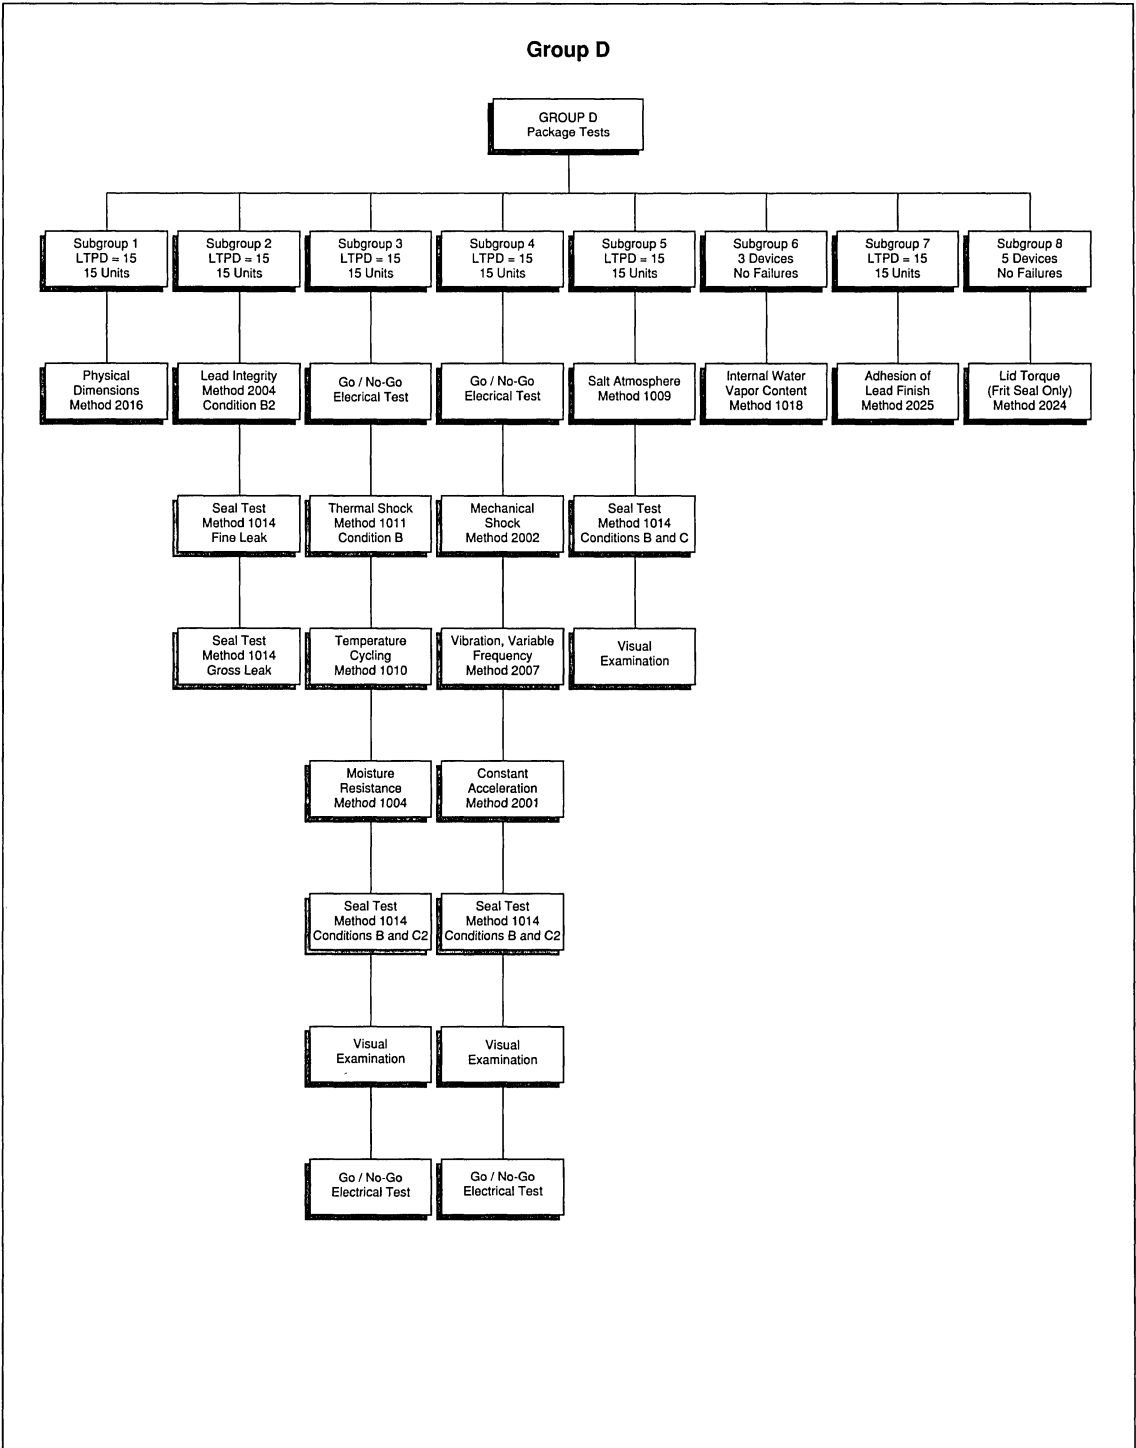 Group D
GROUP D
Package Tests
Subgroup 1
LTPD = 15
15 Units
Subgroup 2
LTPD = 15
15 Units
Subgroup 3
LTPD = 15
15 Units
Subgroup 4
LTPD = 15
15 Units
Subgroup 5
LTPD = 15
15 Units
Subgroup 6
3 Devices
No Failures
Subgroup 7
LTPD = 15
15 Units
Subgroup 8
5 Devices
No Failures
Physical
Dimensions
Method 2016
Lead Integrity
Method 2004
Condition B2
Go / No-Go
Elecrical Test
Go / No-Go
Elecrical Test
Salt Atmosphere
Method 1009
Internal Water
Vapor Content
Method 1018
Adhesion of
Lead Finish
Method 2025
Lid Torque
(Frit Seal Only)
Method 2024
Seal Test
Method 1014
Fine Leak
Thermal Shock
Method 1011
Condition B
Mechanical
Shock
Method 2002
Seal Test
Method 1014
Conditions B and C
Seal Test
Method 1014
Gross Leak
Temperature
Cycling
Method 1010
Vibration, Variable
Frequency
Method 2007
Visual
Examination
Moisture
Resistance
Method 1004
Constant
Acceleration
Method 2001
Seal Test
Method 1014
Conditions B and C2
Seal Test
Method 1014
Conditions B and C2
Visual
Examination
Visual
Examination
Go / No-Go
Electrical Test
Go / No-Go
Electrical Test